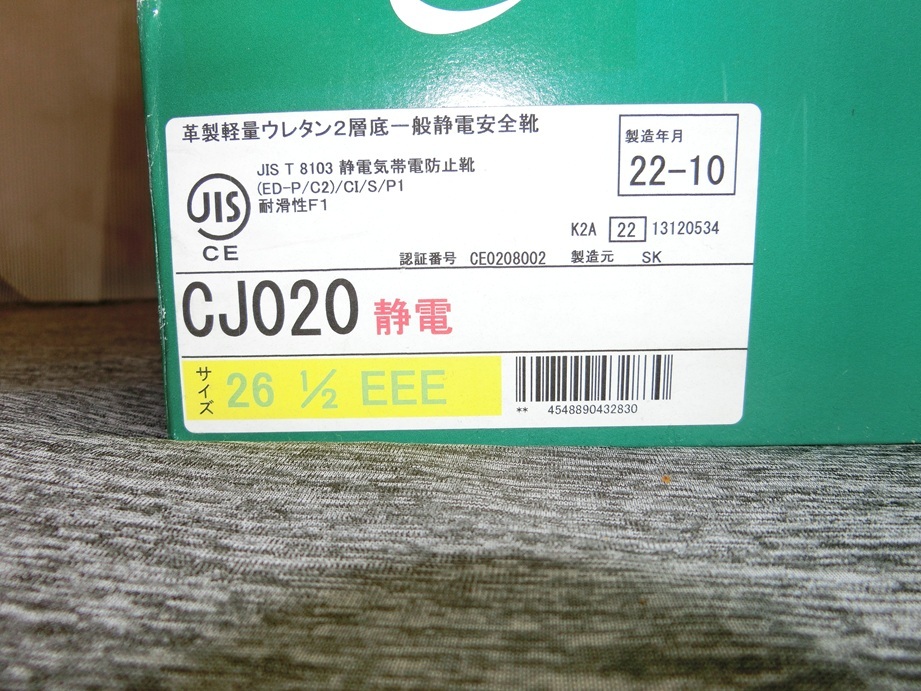 革製軽量ウレタン2層底一般静電安全靴
製造年月
22-10
JIS T 8103 静電気帯電防止靴
(ED-P/C2)/CI/S/P1
耐滑性F1
JIS
CE
K2A 22 13120534
認証番号 CE0208002 製造元 SK
CJ020 静電
サイズ 26 ½ EEE
** 4548890432830